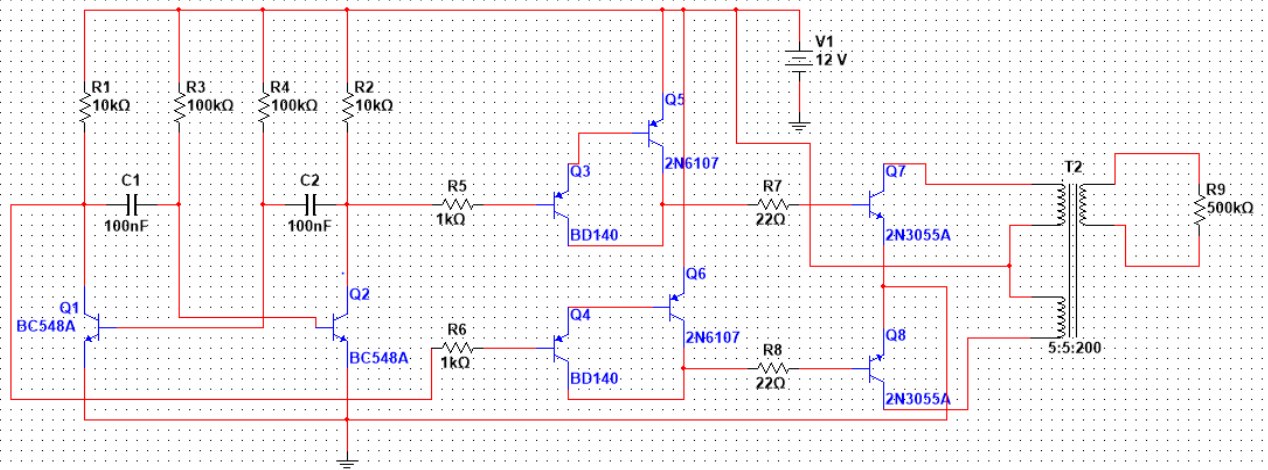 V1
12 V
R1
10kΩ
R3
100kΩ
R4
100kΩ
R2
10kΩ
Q5
2N6107
C1
100nF
C2
100nF
R5
1kΩ
Q3
BD140
R7
22Ω
Q7
2N3055A
T2
5:5:200
R9
500kΩ
Q1
BC548A
Q2
BC548A
R6
1kΩ
Q4
BD140
Q6
2N6107
R8
22Ω
Q8
2N3055A